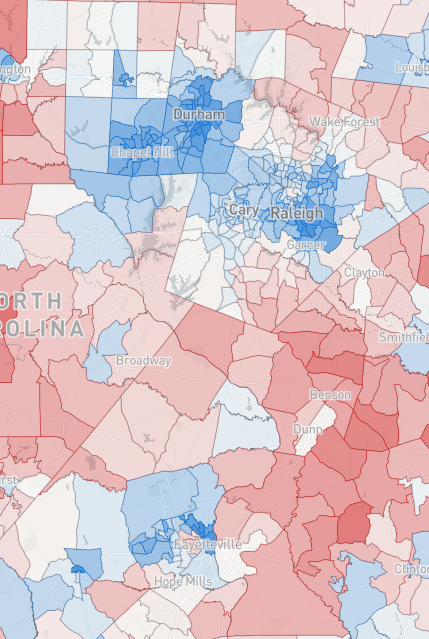 ngton
Louisb
Durham
Wake Forest
Chapel Hill
Cary
Raleigh
Garner
Clayton
ORTH
ROLINA
Smithfiel
Broadway
Benson
Dunn
rst
Fayetteville
Clinto
Hope Mills